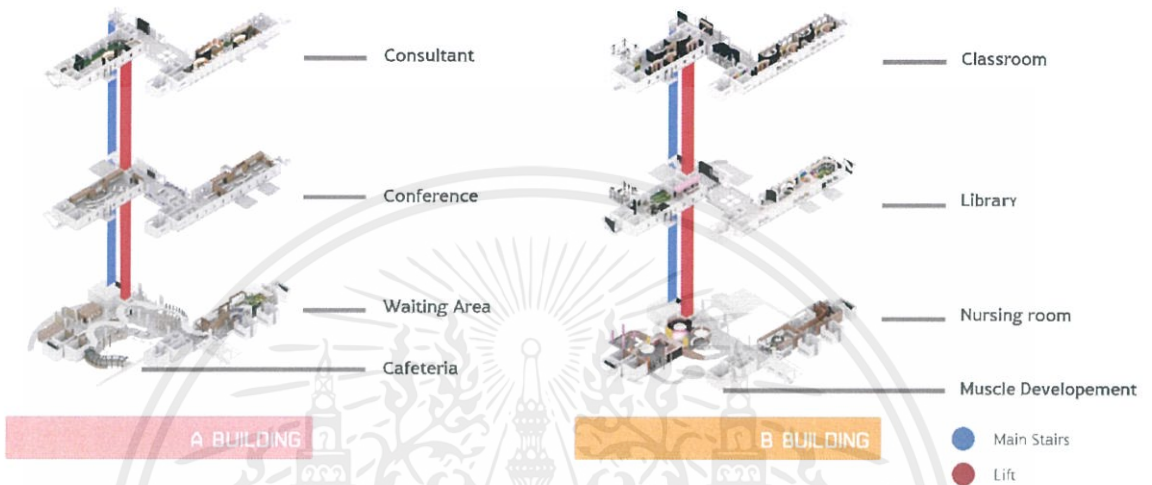 Consultant
Conference
Waiting Area
Cafeteria
A BUILDING
Classroom
Library
Nursing room
Muscle Developement
B BUILDING
Main Stairs
Lift